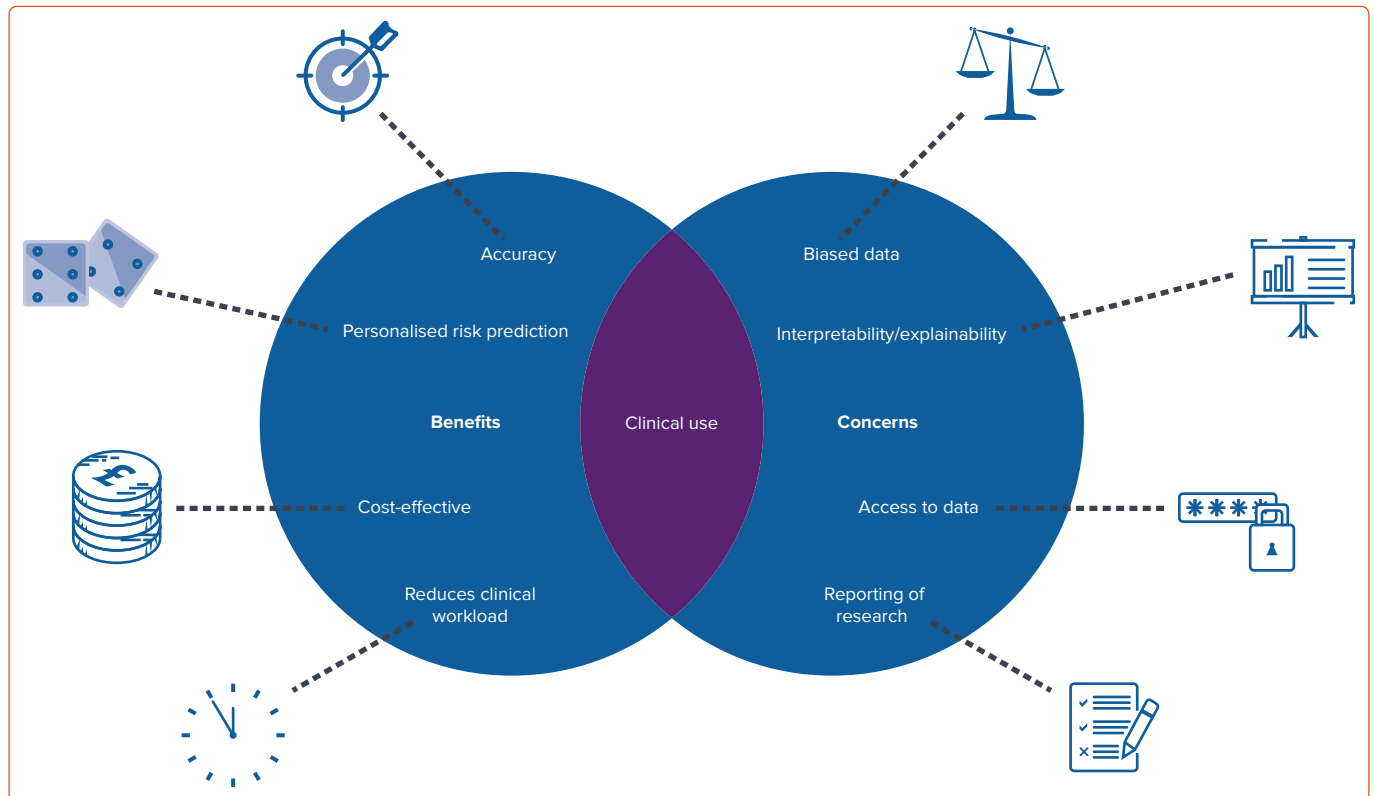 Accuracy
Personalised risk prediction
Benefits
Cost-effective
Reduces clinical
workload
Clinical use
Biased data
Interpretability/explainability
Concerns
Access to data
Reporting of
research
£
****